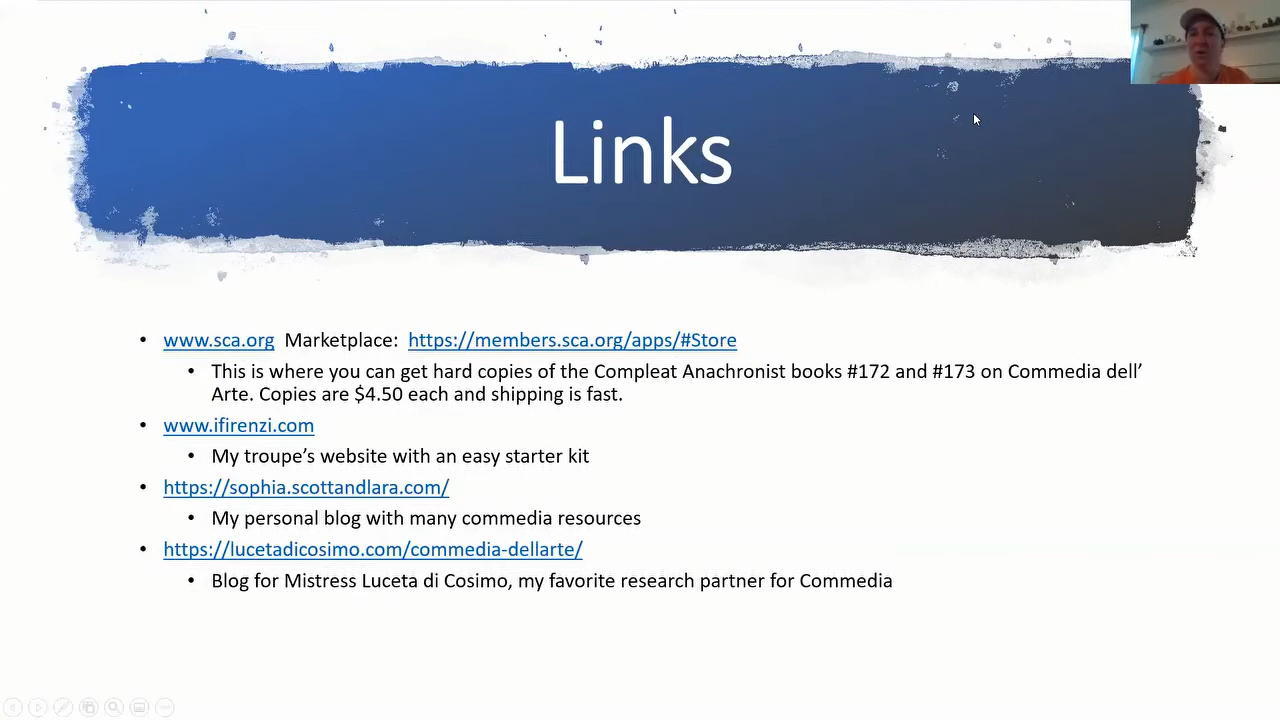 Links
• www.sca.org Marketplace: https://members.sca.org/apps/#Store
• This is where you can get hard copies of the Compleat Anachronist books #172 and #173 on Commedia dell’
Arte. Copies are $4.50 each and shipping is fast.
• www.ifirenzi.com
• My troupe’s website with an easy starter kit
• https://sophia.scottandlara.com/
• My personal blog with many commedia resources
• https://lucetadicosimo.com/commedia-dellarte/
• Blog for Mistress Luceta di Cosimo, my favorite research partner for Commedia